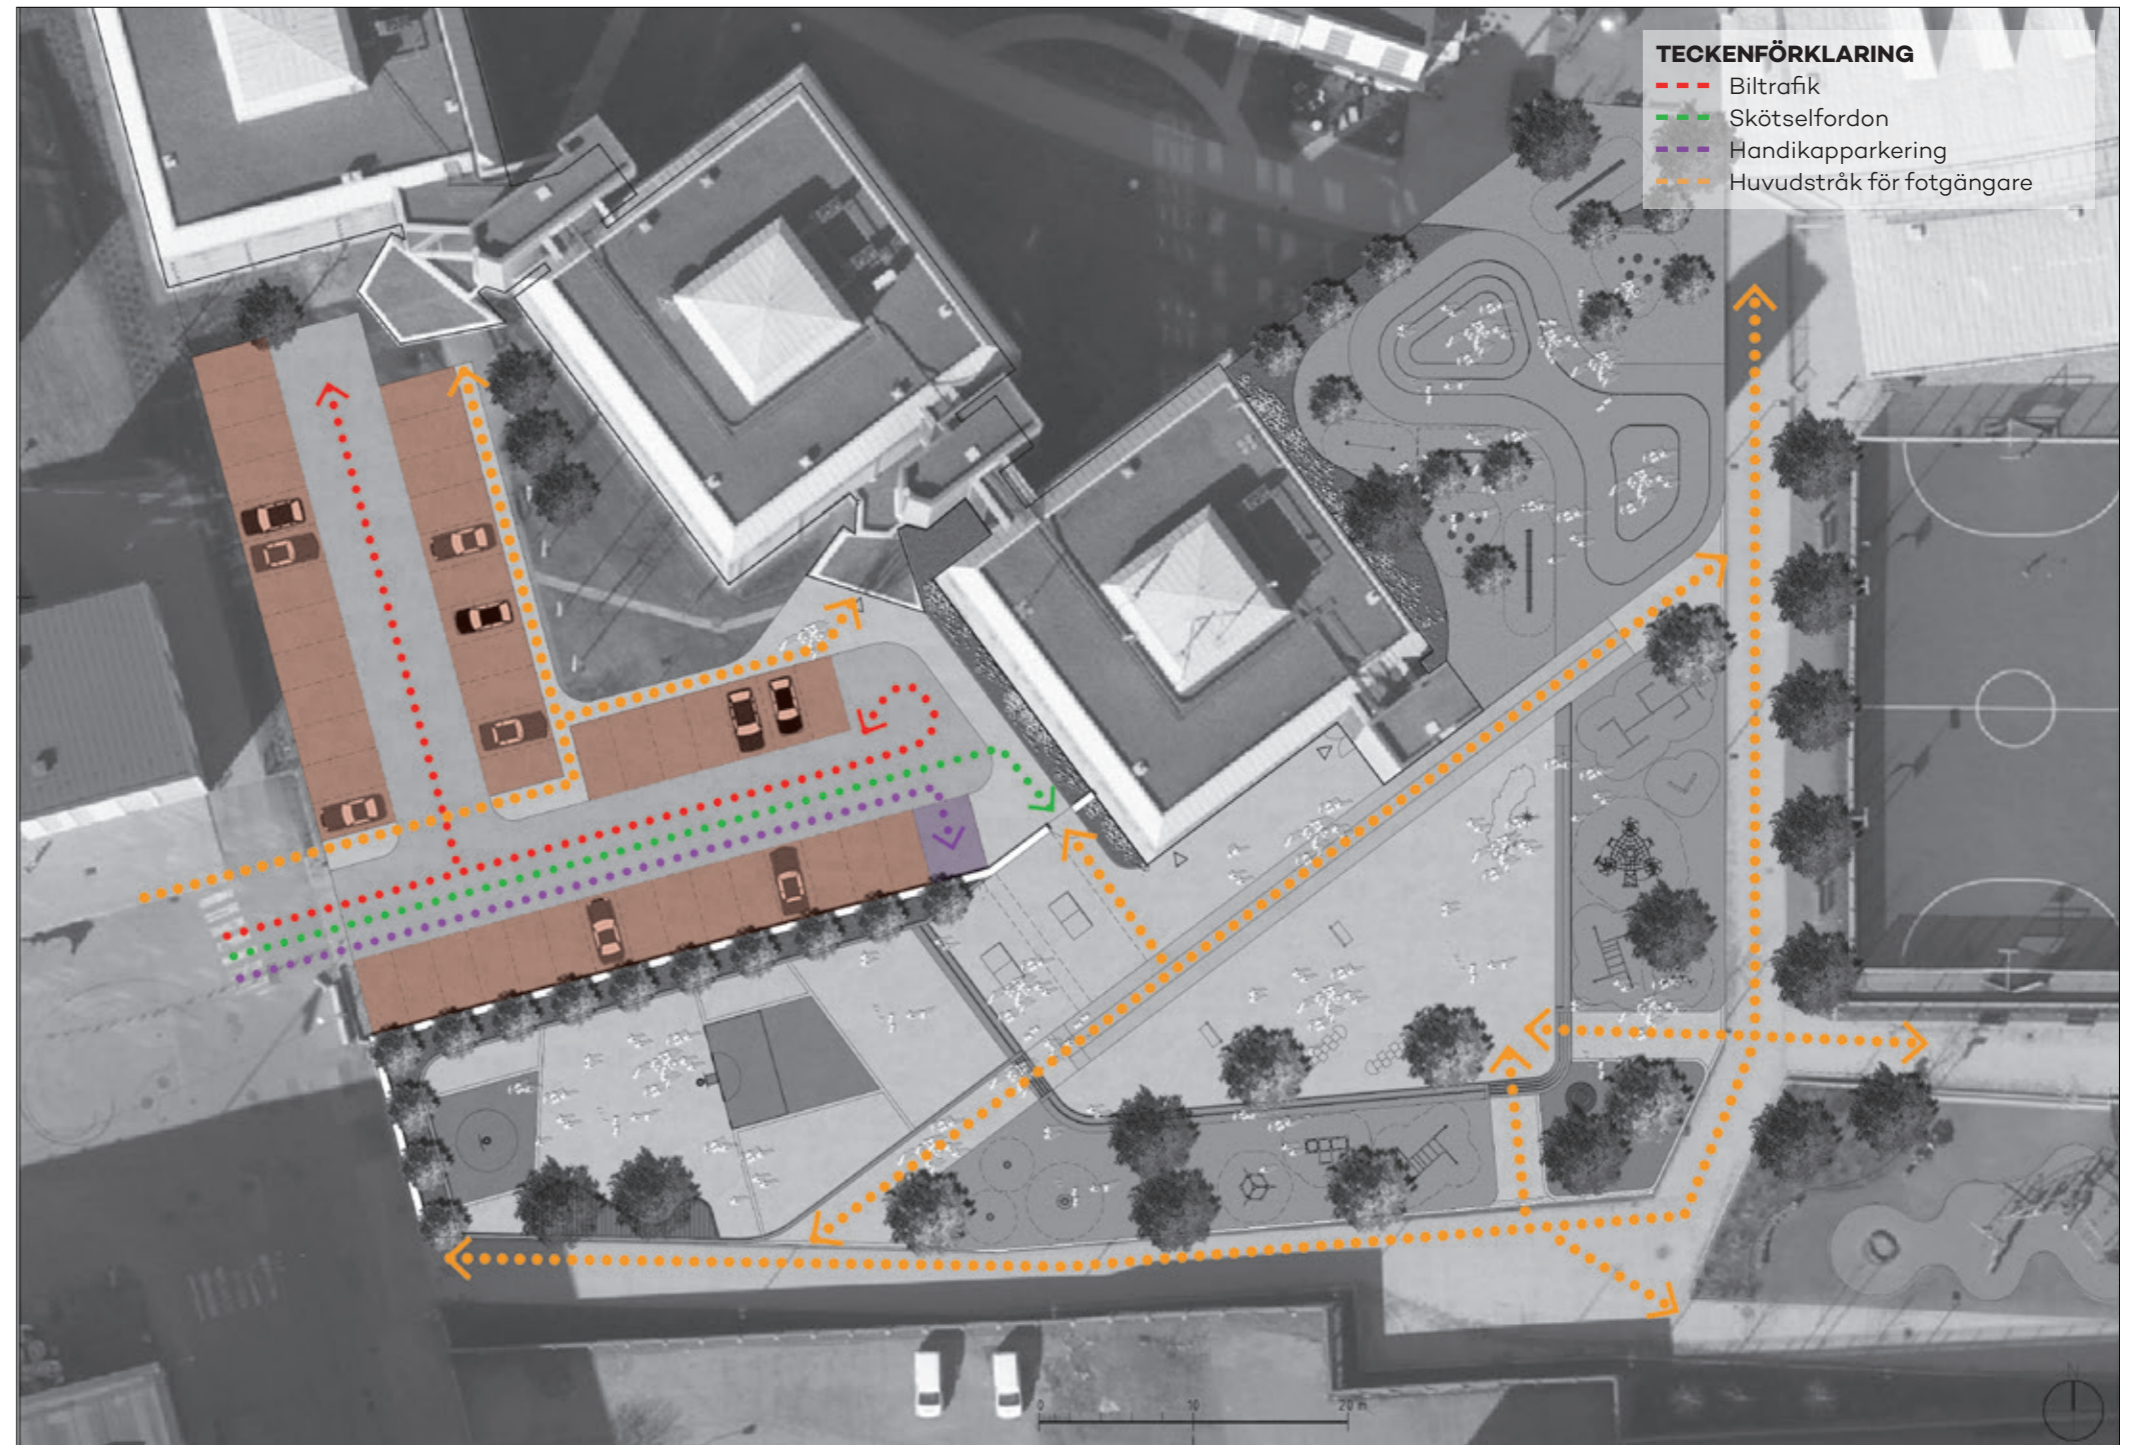 TECKENFÖRKLARING
Biltrafik
Skötselfordon
Handikapparkering
Huvudstråk för fotgängare
0 10 20 m
N